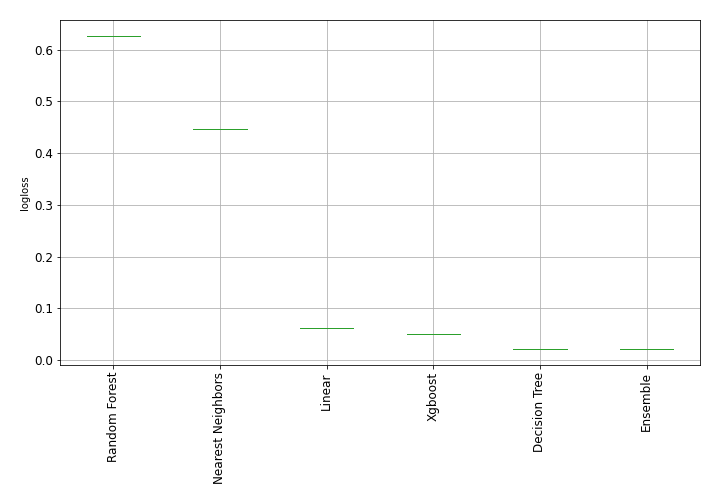 0.6
0.5
0.4
0.3
0.2
0.1
0.0
logloss
Random Forest
Nearest Neighbors
Linear
Xgboost
Decision Tree
Ensemble